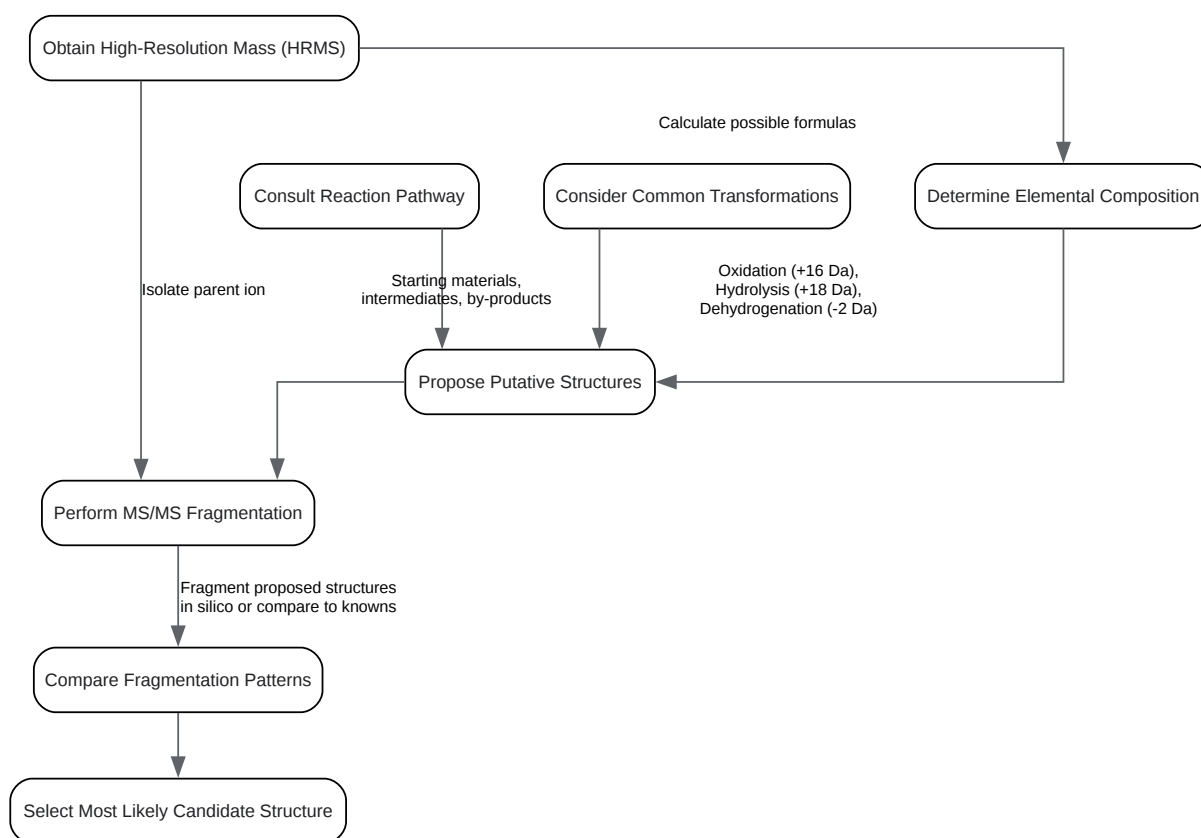 Obtain High-Resolution Mass (HRMS)
Calculate possible formulas
Consult Reaction Pathway
Consider Common Transformations
Determine Elemental Composition
Isolate parent ion
Starting materials,
intermediates, by-products
Oxidation (+16 Da),
Hydrolysis (+18 Da),
Dehydrogenation (-2 Da)
Propose Putative Structures
Perform MS/MS Fragmentation
Fragment proposed structures
in silico or compare to knowns
Compare Fragmentation Patterns
Select Most Likely Candidate Structure